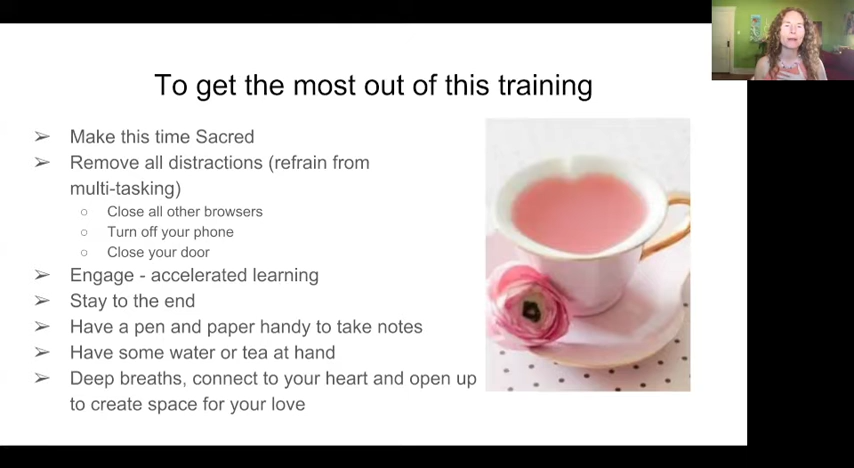 To get the most out of this training
➢ Make this time Sacred
➢ Remove all distractions (refrain from
multi-tasking)
○ Close all other browsers
○ Turn off your phone
○ Close your door
➢ Engage - accelerated learning
➢ Stay to the end
➢ Have a pen and paper handy to take notes
➢ Have some water or tea at hand
➢ Deep breaths, connect to your heart and open up
to create space for your love